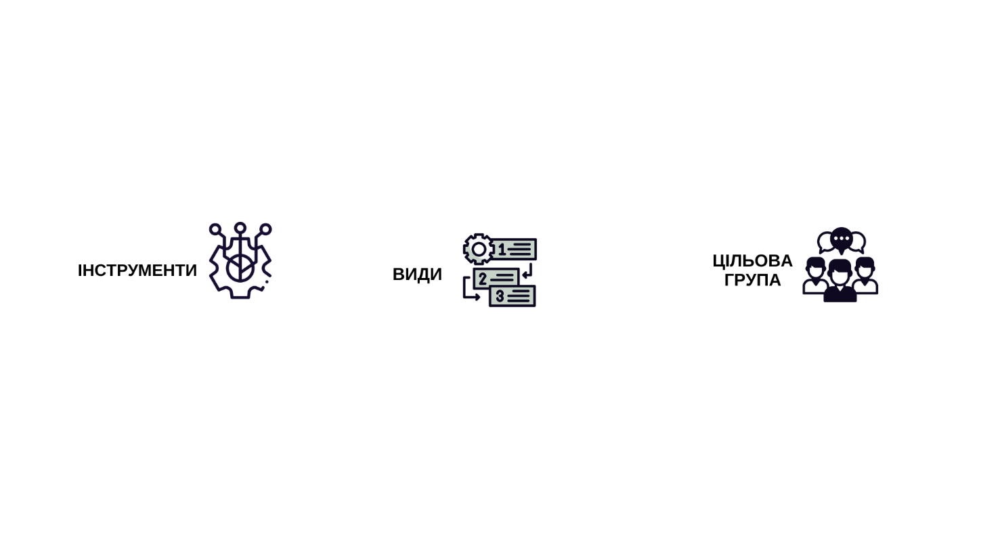 ІНСТРУМЕНТИ
ВИДИ
1
2
3
ЦІЛЬОВА
ГРУПА